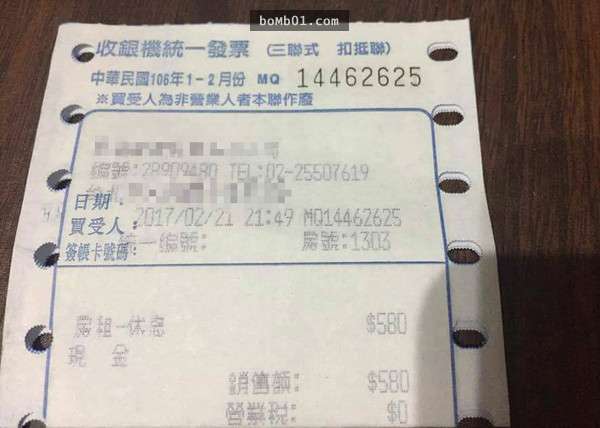 boMb01.com
收銀機統一發票 (三聯式 扣抵聯)
中華民國106年1-2月份 MQ 14462625
※買受人為非營業人者本聯作廢
編號:28909480 TEL:02-25507619
日期:
2017/02/21 21:49 MQ14462625
買受人:
統一編號: 房號:1303
簽帳卡號碼:
房租-休息 $580
現 金
銷售額: $580
營業稅: $0